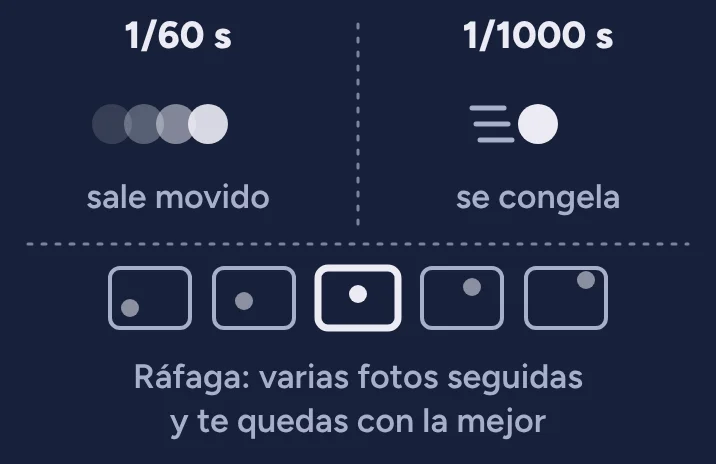 1/60 s
1/1000 s
sale movido
se congela
Ráfaga: varias fotos seguidas
y te quedas con la mejor